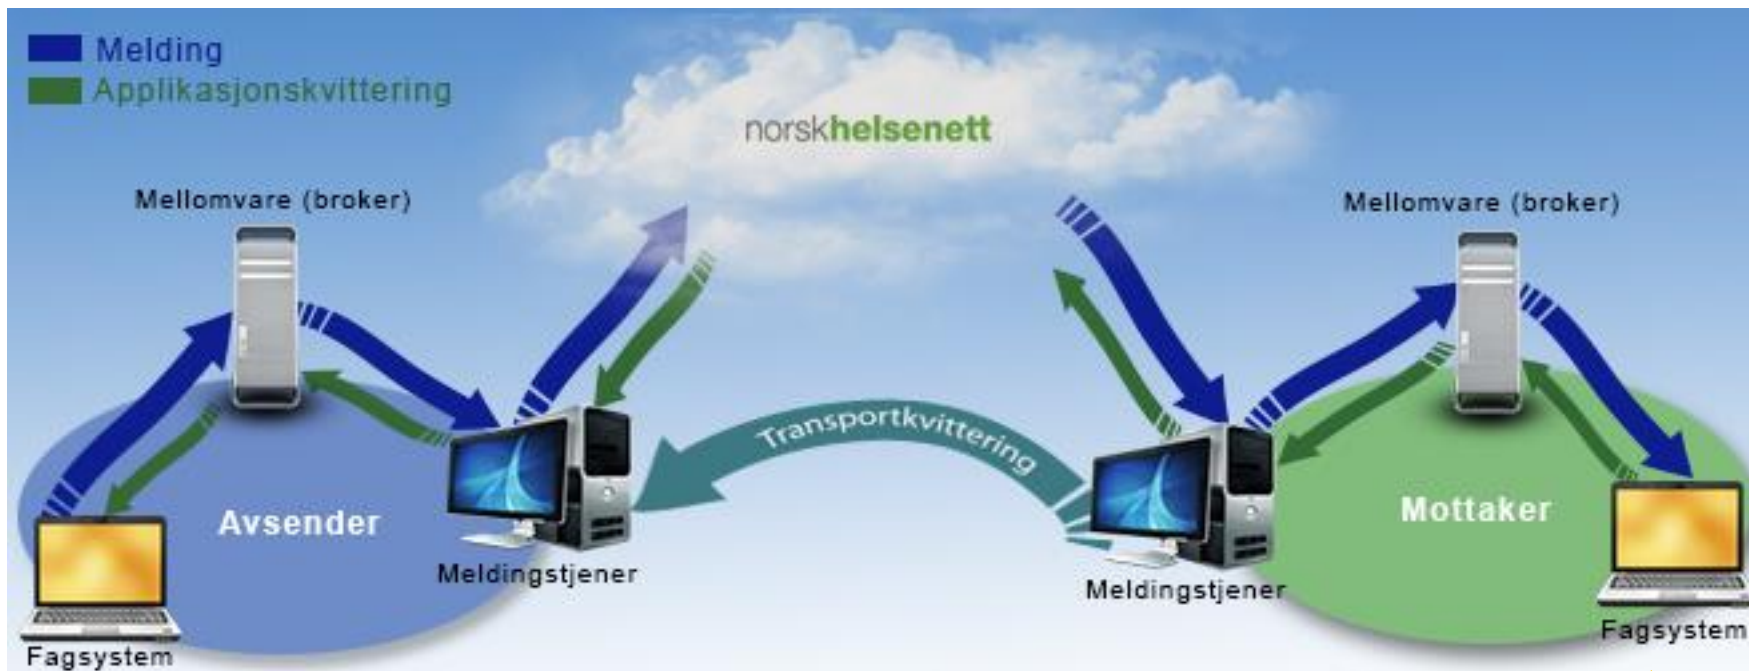 Melding
Applikasjonskvittering
norskhelsenett
Mellomvare (broker)
Mellomvare (broker)
Transportkvittering
Avsender
Mottaker
Meldingstjener
Meldingstjener
Fagsystem
Fagsystem